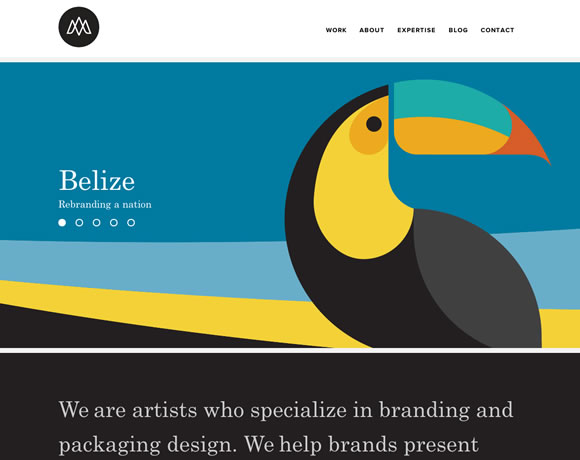 WORK ABOUT EXPERTISE BLOG CONTACT
Belize
Rebranding a nation
We are artists who specialize in branding and
packaging design. We help brands present